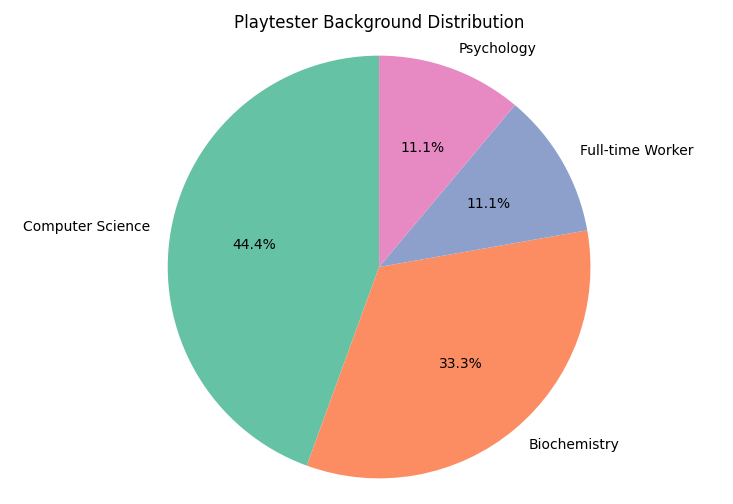 Playtester Background Distribution
Psychology
11.1%
Full-time Worker
11.1%
Computer Science
44.4%
33.3%
Biochemistry